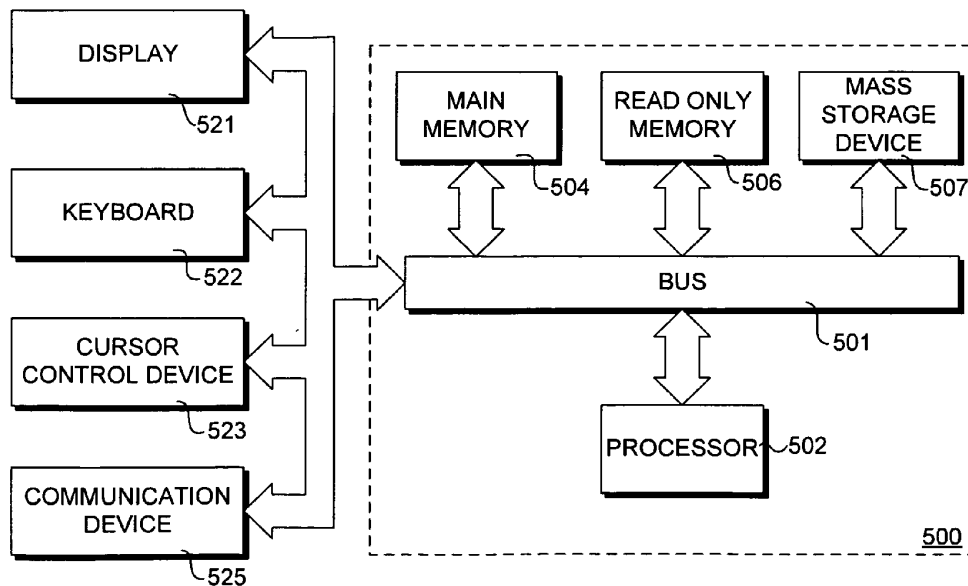 DISPLAY
521
KEYBOARD
522
CURSOR
CONTROL DEVICE
523
COMMUNICATION
DEVICE
525
MAIN
MEMORY
504
READ ONLY
MEMORY
506
MASS
STORAGE
DEVICE
507
BUS
501
PROCESSOR
502
500